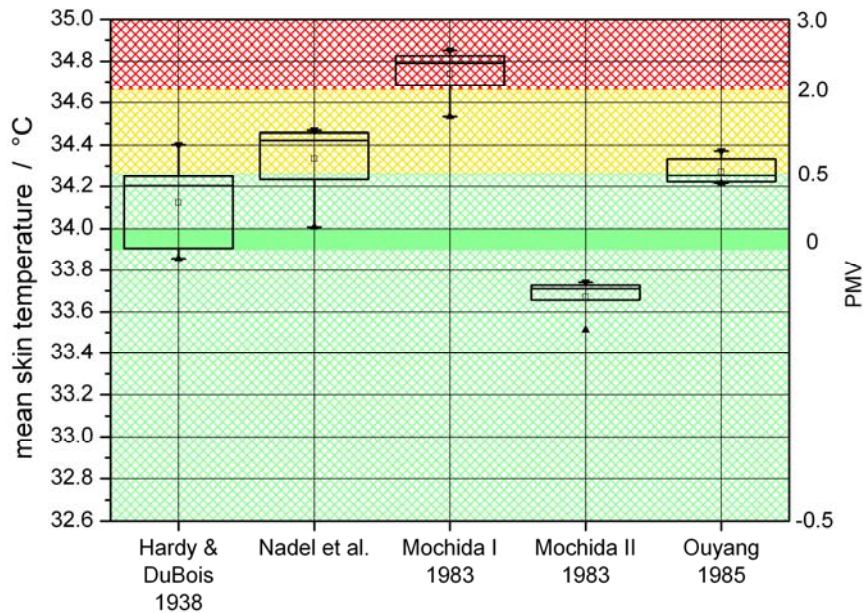 mean skin temperature / °C
35.0
34.8
34.6
34.4
34.2
34.0
33.8
33.6
33.4
33.2
33.0
32.8
32.6
3.0
2.0
0.5
0
-0.5
PMV
Hardy &
DuBois
1938
Nadel et al.
Mochida I
1983
Mochida II
1983
Ouyang
1985